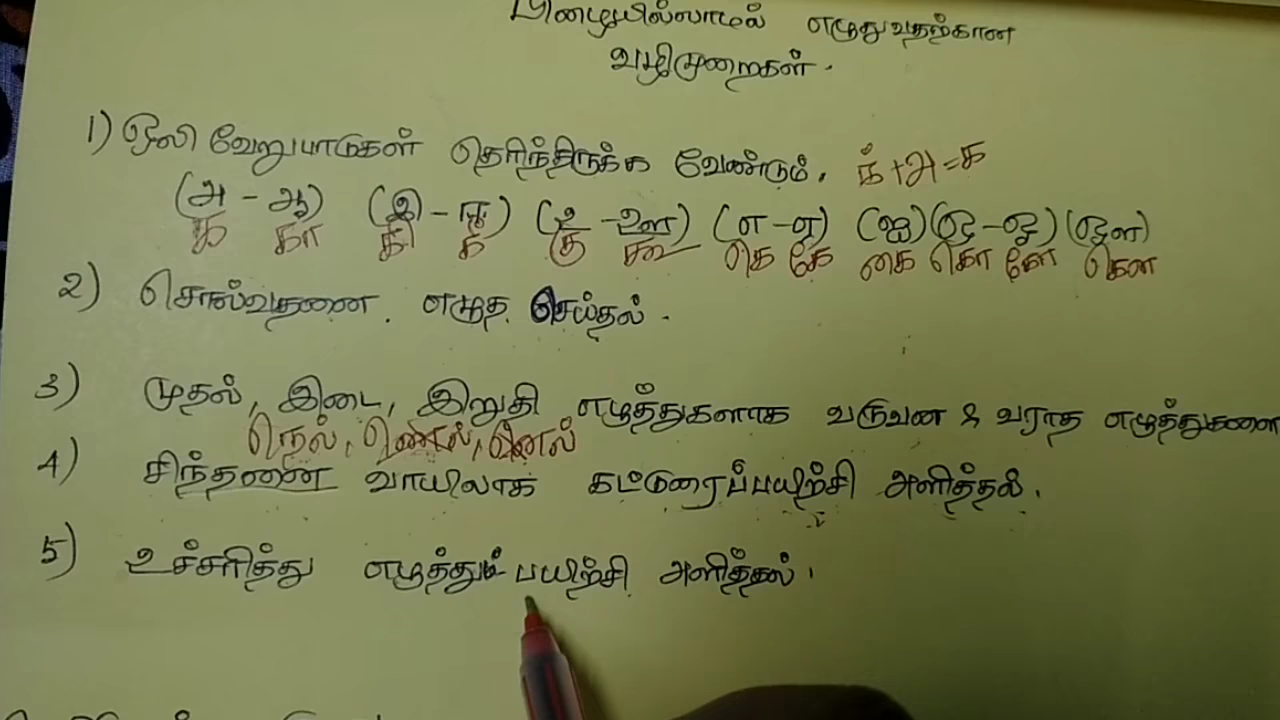 பிழையில்லாமல் எழுதுவதற்கான
வழிமுறைகள்.
1) ஒலி வேறுபாடுகள் தெரிந்திருக்க வேண்டும். க்+அ=க
(அ - ஆ) (இ - ஈ) (உ - ஊ) (எ - ஏ) (ஐ) (ஒ - ஓ) (ஔ)
க கா கி கீ கு கூ கெ கே கை கொ கோ கௌ
2) சொல்வதனை எழுத செய்தல்.
3) முதல், இடை, இறுதி எழுத்துகளாக வருவன & வராத எழுத்துகளை
நெல், ணெல், னெல்
4) சிந்தனை வாயிலாக கட்டுரைப்பயிற்சி அளித்தல்.
5) உச்சரித்து எழுத்தும் பயிற்சி அளித்தல்.